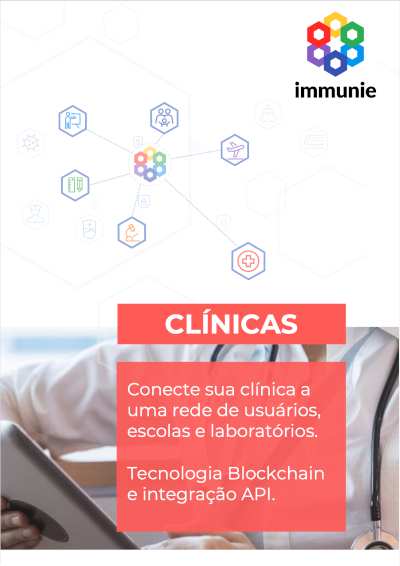 immunie
CLÍNICAS
Conecte sua clínica a
uma rede de usuários,
escolas e laboratórios.
Tecnologia Blockchain
e integração API.